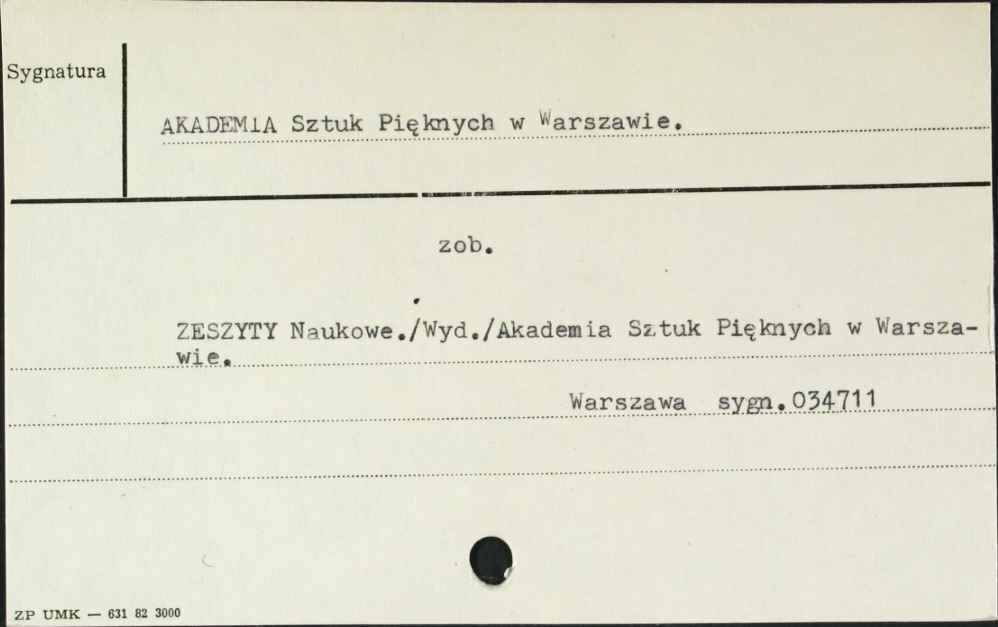 Sygnatura
AKADEMIA Sztuk Pięknych w Warszawie.
zob.
ZESZYTY Naukowe./Wyd./Akademia Sztuk Pięknych w Warsza-
wie.
Warszawa sygn.034711
ZP UMK — 631 82 3000